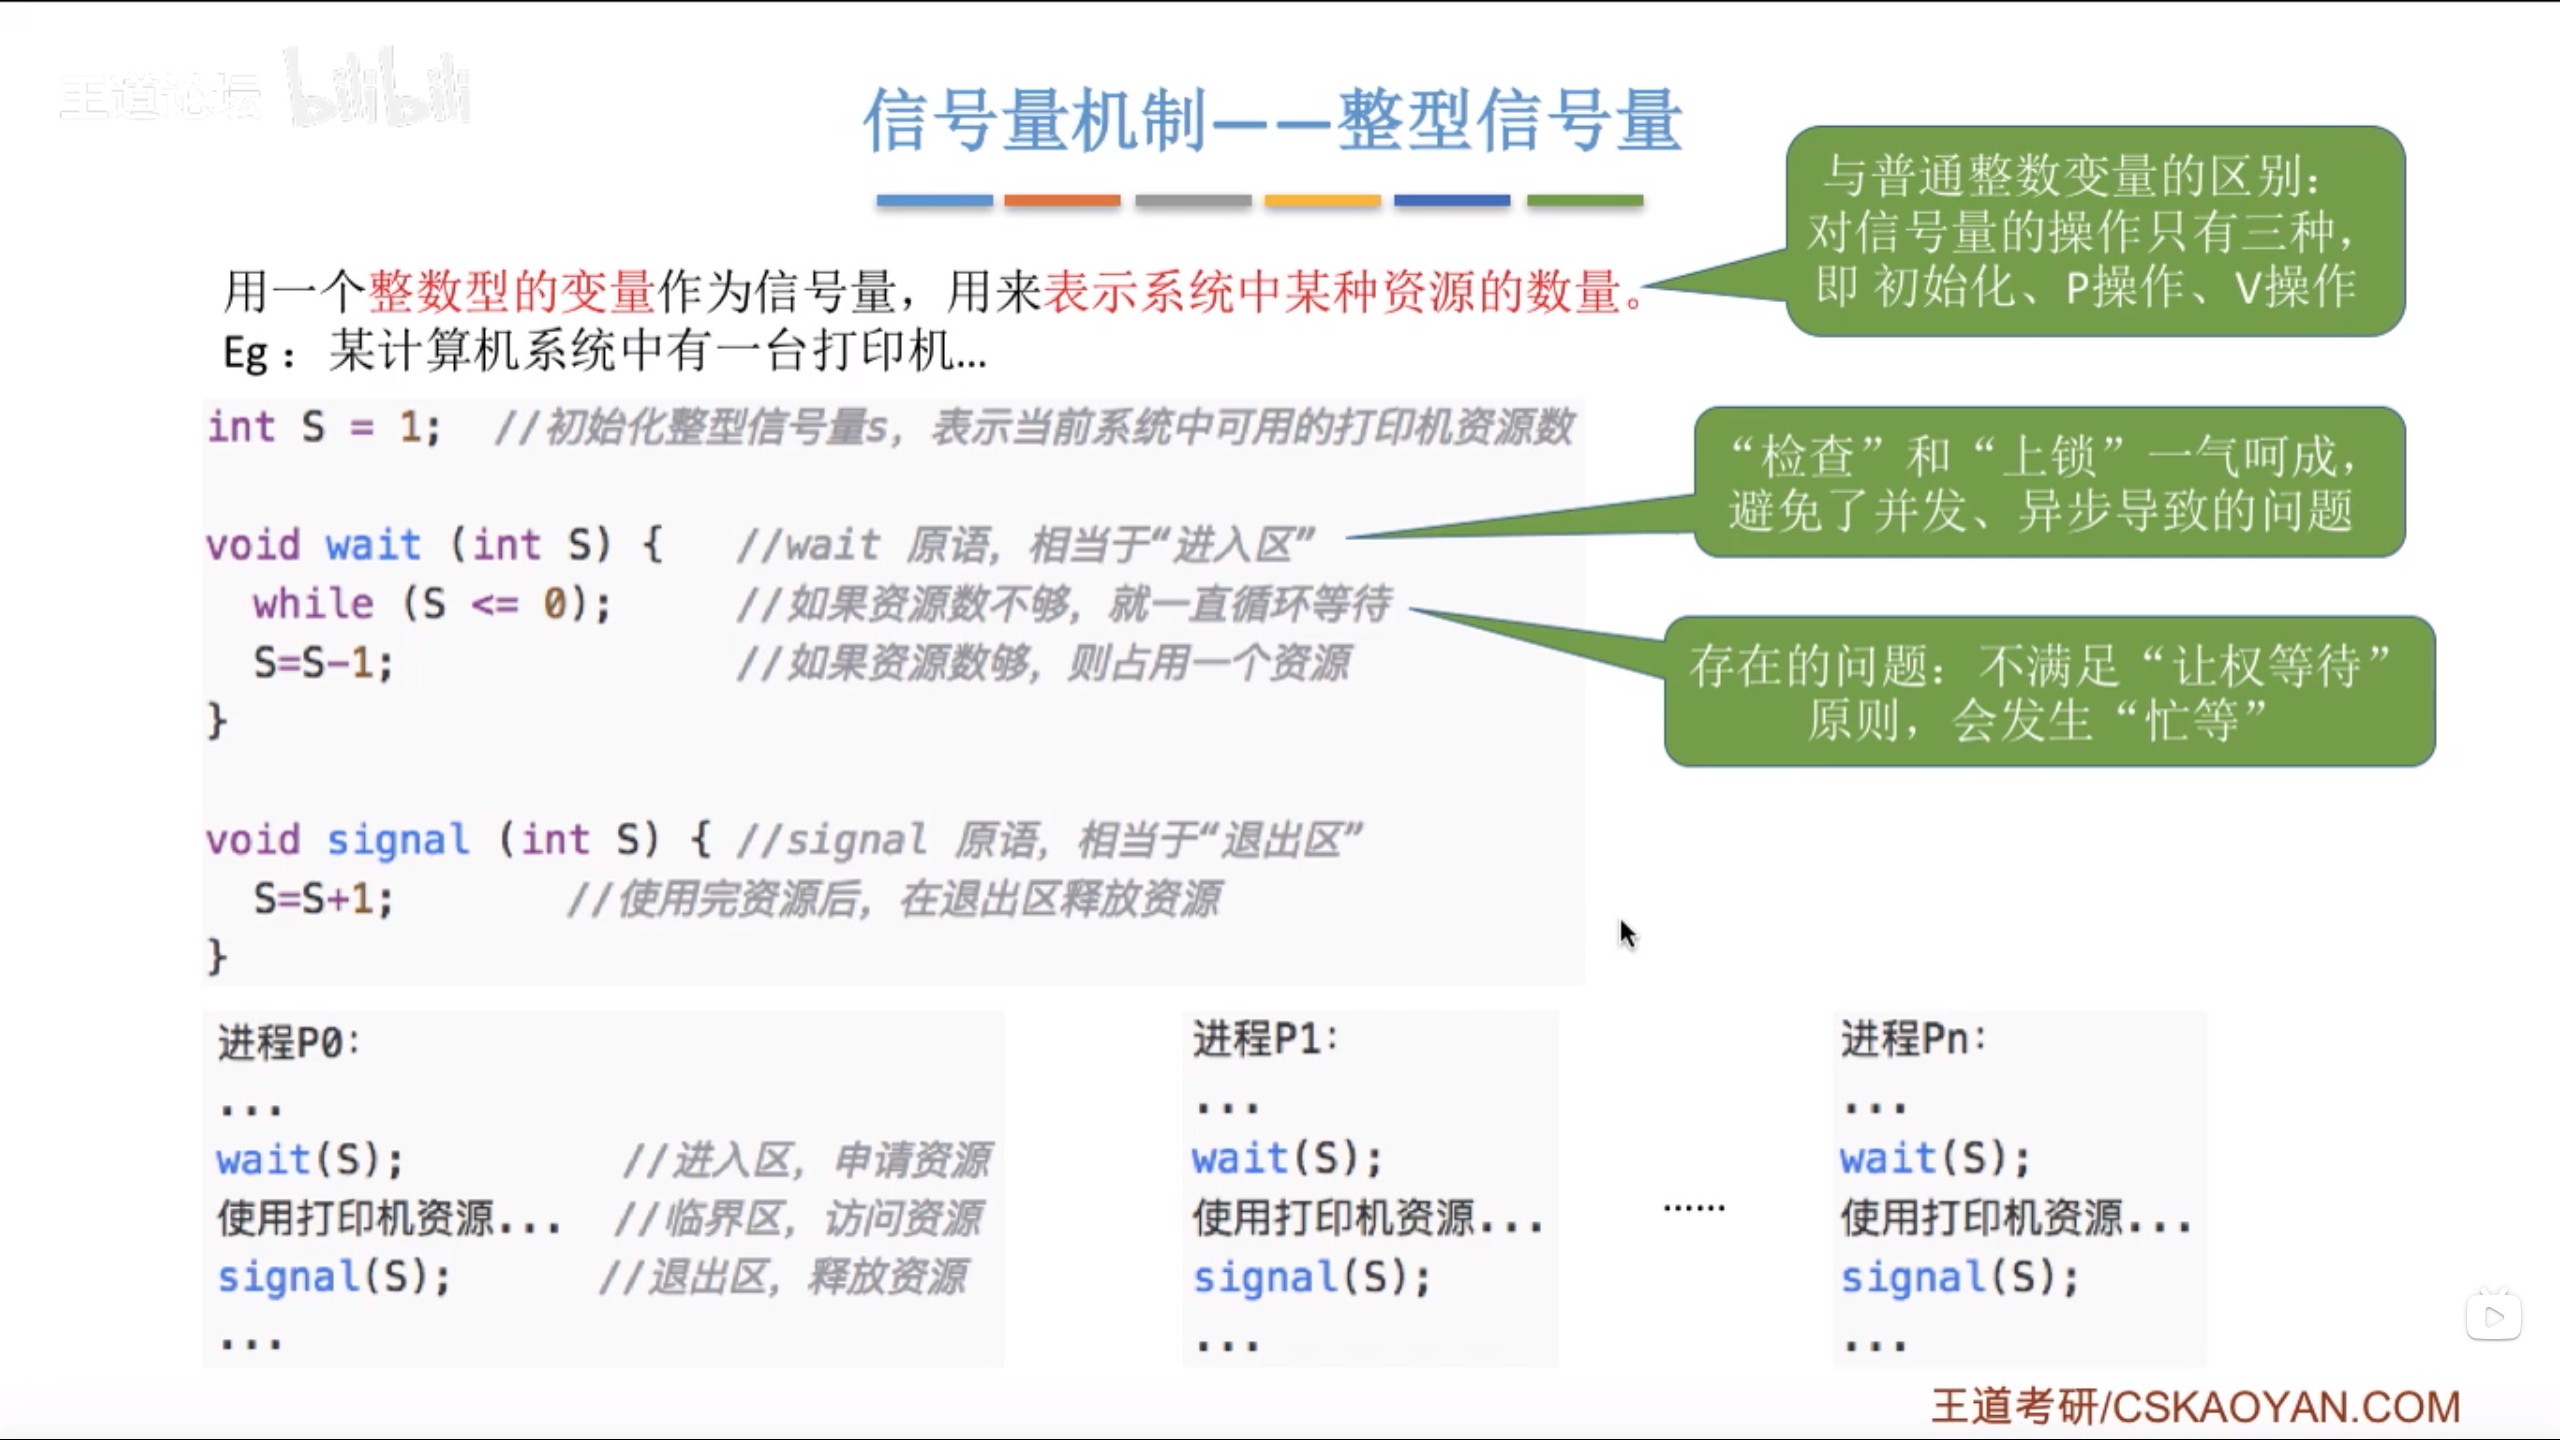 王道论坛 bilibili
信号量机制——整型信号量
与普通整数变量的区别：
对信号量的操作只有三种，
即 初始化、P操作、V操作
用一个整数型的变量作为信号量，用来表示系统中某种资源的数量。
Eg：某计算机系统中有一台打印机...
int S = 1;  //初始化整型信号量s，表示当前系统中可用的打印机资源数
void wait (int S) {   //wait 原语，相当于“进入区”
while (S <= 0);     //如果资源数不够，就一直循环等待
S=S-1;              //如果资源数够，则占用一个资源
}
void signal (int S) { //signal 原语，相当于“退出区”
S=S+1;       //使用完资源后，在退出区释放资源
}
“检查”和“上锁”一气呵成，
避免了并发、异步导致的问题
存在的问题：不满足“让权等待”
原则，会发生“忙等”
进程P0：
...
wait(S);         //进入区，申请资源
使用打印机资源...  //临界区，访问资源
signal(S);      //退出区，释放资源
...
进程P1：
...
wait(S);
使用打印机资源...
signal(S);
...
......
进程Pn：
...
wait(S);
使用打印机资源...
signal(S);
...
王道考研/CSKAOYAN.COM